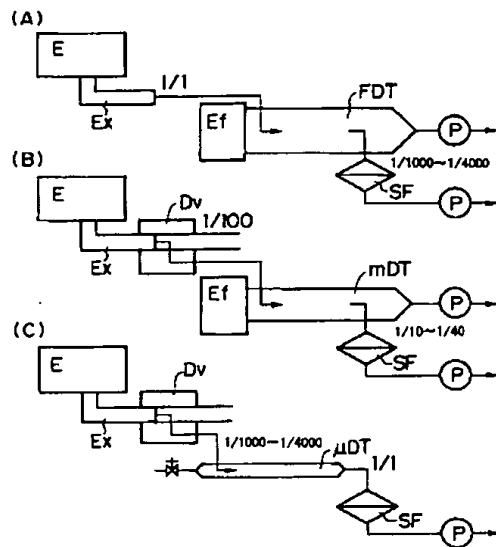 (A)
E
1/1
Ex
Ef
FDT
P
1/1000~1/4000
SF
P
(B)
E
Dv
1/100
Ex
Ef
mDT
P
1/10~1/40
SF
P
(C)
E
Dv
Ex
1/1000~1/4000
μDT
1/1
SF
P